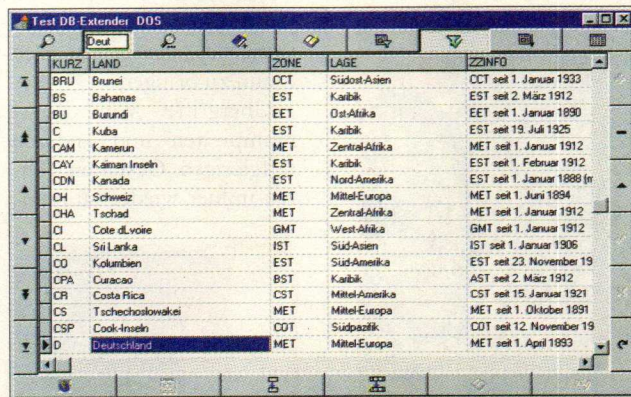 Test DB-Extender DOS
Deut
KURZ LAND ZONE LAGE ZZINFO
BRU Brunei CCT Südost-Asien CCT seit 1. Januar 1933
BS Bahamas EST Karibik EST seit 2. März 1912
BU Burundi EET Ost-Afrika EET seit 1. Januar 1890
C Kuba EST Karibik EST seit 19. Juli 1925
CAM Kamerun MET Zentral-Afrika MET seit 1. Januar 1912
CAY Kaiman Inseln EST Karibik EST seit 1. Februar 1912
CDN Kanada EST Nord-Amerika EST seit 1. Januar 1888
CH Schweiz MET Mittel-Europa MET seit 1. Juni 1894
CHA Tschad MET Zentral-Afrika MET seit 1. Januar 1912
CI Cote dLvoire GMT West-Afrika GMT seit 1. Januar 1912
CL Sri Lanka IST Süd-Asien IST seit 1. Januar 1906
CO Kolumbien EST Süd-Amerika EST seit 23. November 19
CPA Curacao BST Karibik AST seit 2. März 1912
CR Costa Rica CST Mittel-Amerika CST seit 15. Januar 1921
CS Tschechoslowakei MET Mittel-Europa MET seit 1. Oktober 1891
CSP Cook-Inseln COT Südpazifik COT seit 12. November 19
D Deutschland MET Mittel-Europa MET seit 1. April 1893